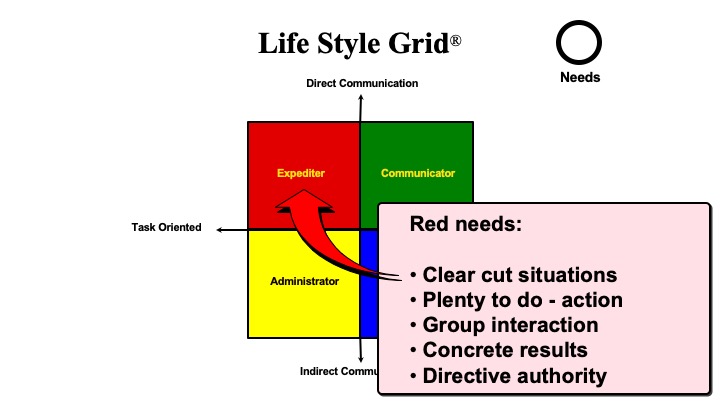 Life Style Grid®
Needs
Direct Communication
Expediter
Communicator
Task Oriented
Red needs:
• Clear cut situations
Administrator
• Plenty to do - action
• Group interaction
• Concrete results
Indirect Commu
• Directive authority